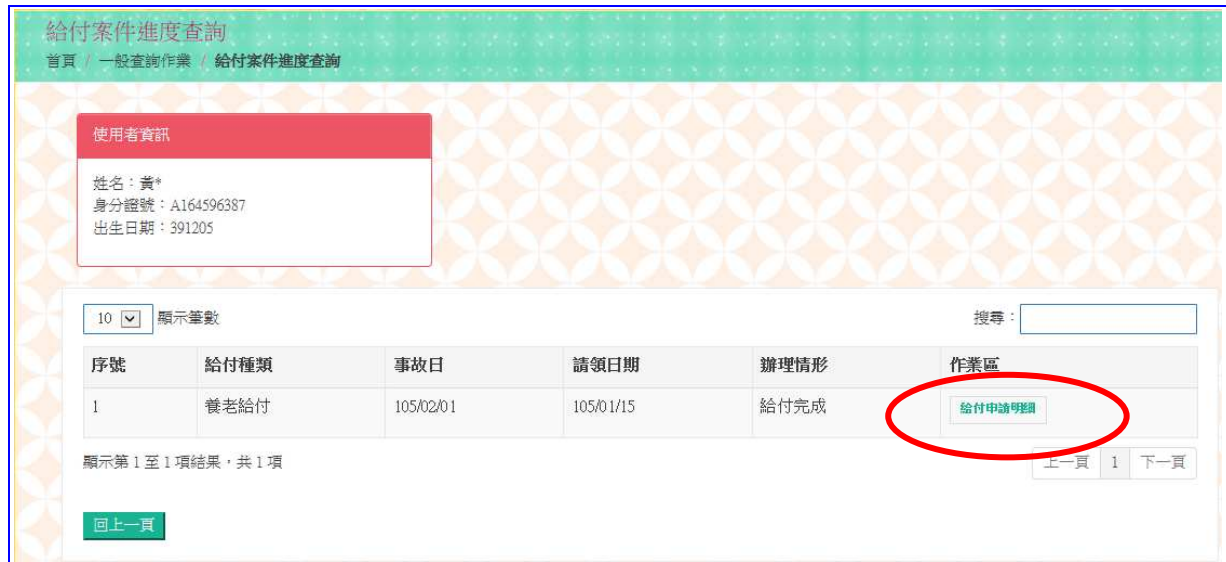 給付案件進度查詢
首頁 / 一般查詢作業 / 給付案件進度查詢
使用者資訊
姓名：黃*
身分證號：A164596387
出生日期：391205
10 顯示筆數 搜尋：
序號 給付種類 事故日 請領日期 辦理情形 作業區
1 養老給付 105/02/01 105/01/15 給付完成 給付申請明細
顯示第 1 至 1 項結果，共 1 項 上一頁 1 下一頁
回上一頁